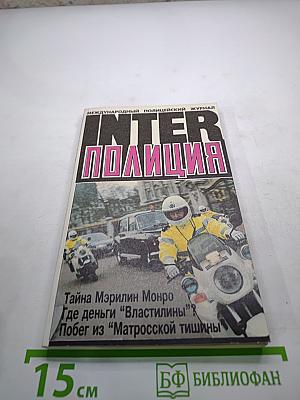 МЕЖДУНАРОДНЫЙ ПОЛИЦЕЙСКИЙ ЖУРНАЛ
INTER
ПОЛИЦИЯ
Тайна Мэрилин Монро
Где деньги "Властилины"?
Побег из "Матросской тишины"
15 см
БФ БИБЛИОФАН